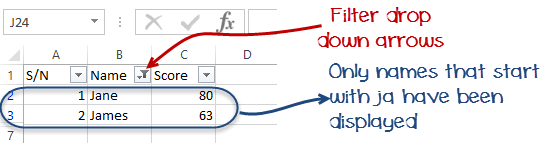 J24
fx
A B C D
1 S/N Name Score
2 1 Jane 80
3 2 James 63
7
Filter drop
down arrows
Only names that start
with ja have been
displayed